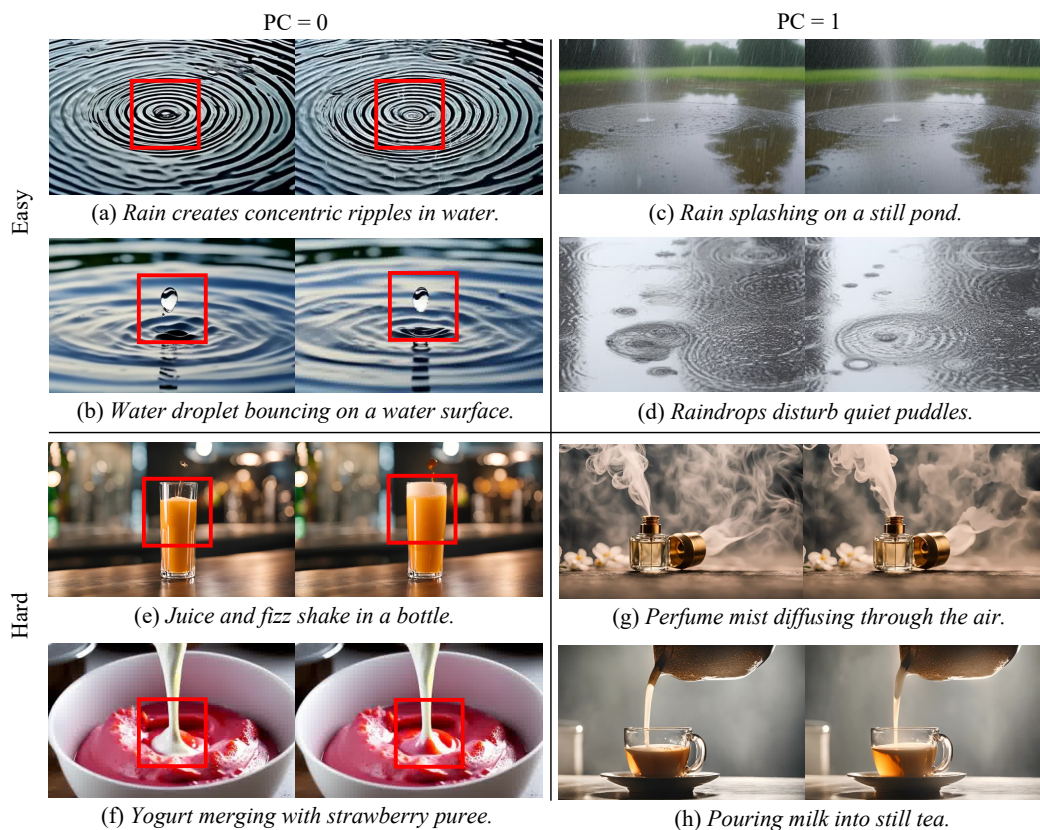 PC = 0
PC = 1
Easy
(a) Rain creates concentric ripples in water.
(c) Rain splashing on a still pond.
(b) Water droplet bouncing on a water surface.
(d) Raindrops disturb quiet puddles.
Hard
(e) Juice and fizz shake in a bottle.
(g) Perfume mist diffusing through the air.
(f) Yogurt merging with strawberry puree.
(h) Pouring milk into still tea.